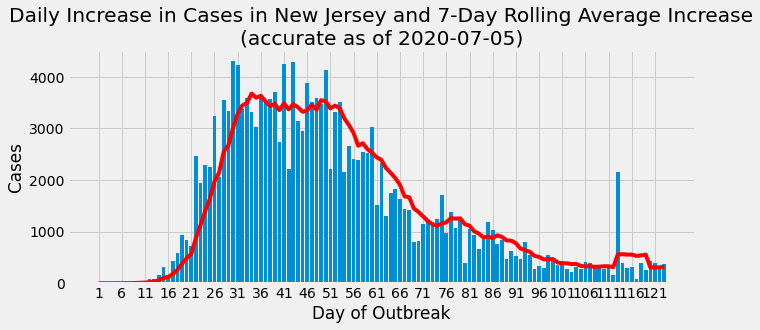 Daily Increase in Cases in New Jersey and 7-Day Rolling Average Increase
(accurate as of 2020-07-05)
4000
3000
2000
1000
0
Cases
1 6 11 16 21 26 31 36 41 46 51 56 61 66 71 76 81 86 91 96 101 106 111 116 121
Day of Outbreak